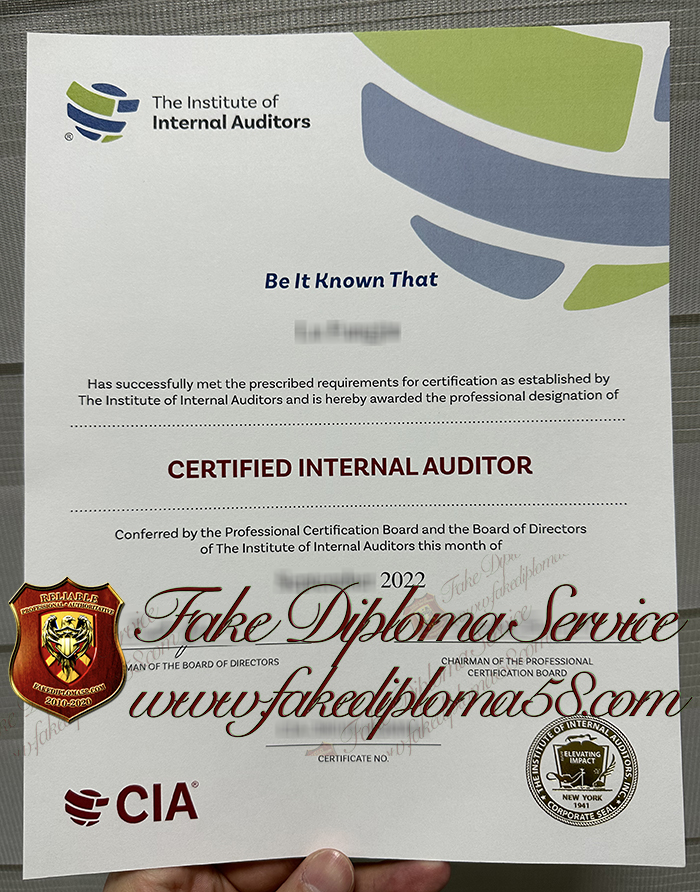 The Institute of
Internal Auditors
®
Be It Known That
Has successfully met the prescribed requirements for certification as established by
The Institute of Internal Auditors and is hereby awarded the professional designation of
CERTIFIED INTERNAL AUDITOR
Conferred by the Professional Certification Board and the Board of Directors
of The Institute of Internal Auditors this month of
2022
RELIABLE
PROFESSIONAL & AUTHORITATIVE
FAKEDIPLOMA58.COM
2010-2020
Fake Diploma Service
www.fakediploma58.com
OF THE BOARD OF DIRECTORS
CHAIRMAN OF THE PROFESSIONAL
CERTIFICATION BOARD
CERTIFICATE NO.
CIA®
THE INSTITUTE OF INTERNAL AUDITORS, INC.
ELEVATING
IMPACT
NEW YORK
1941
CORPORATE SEAL